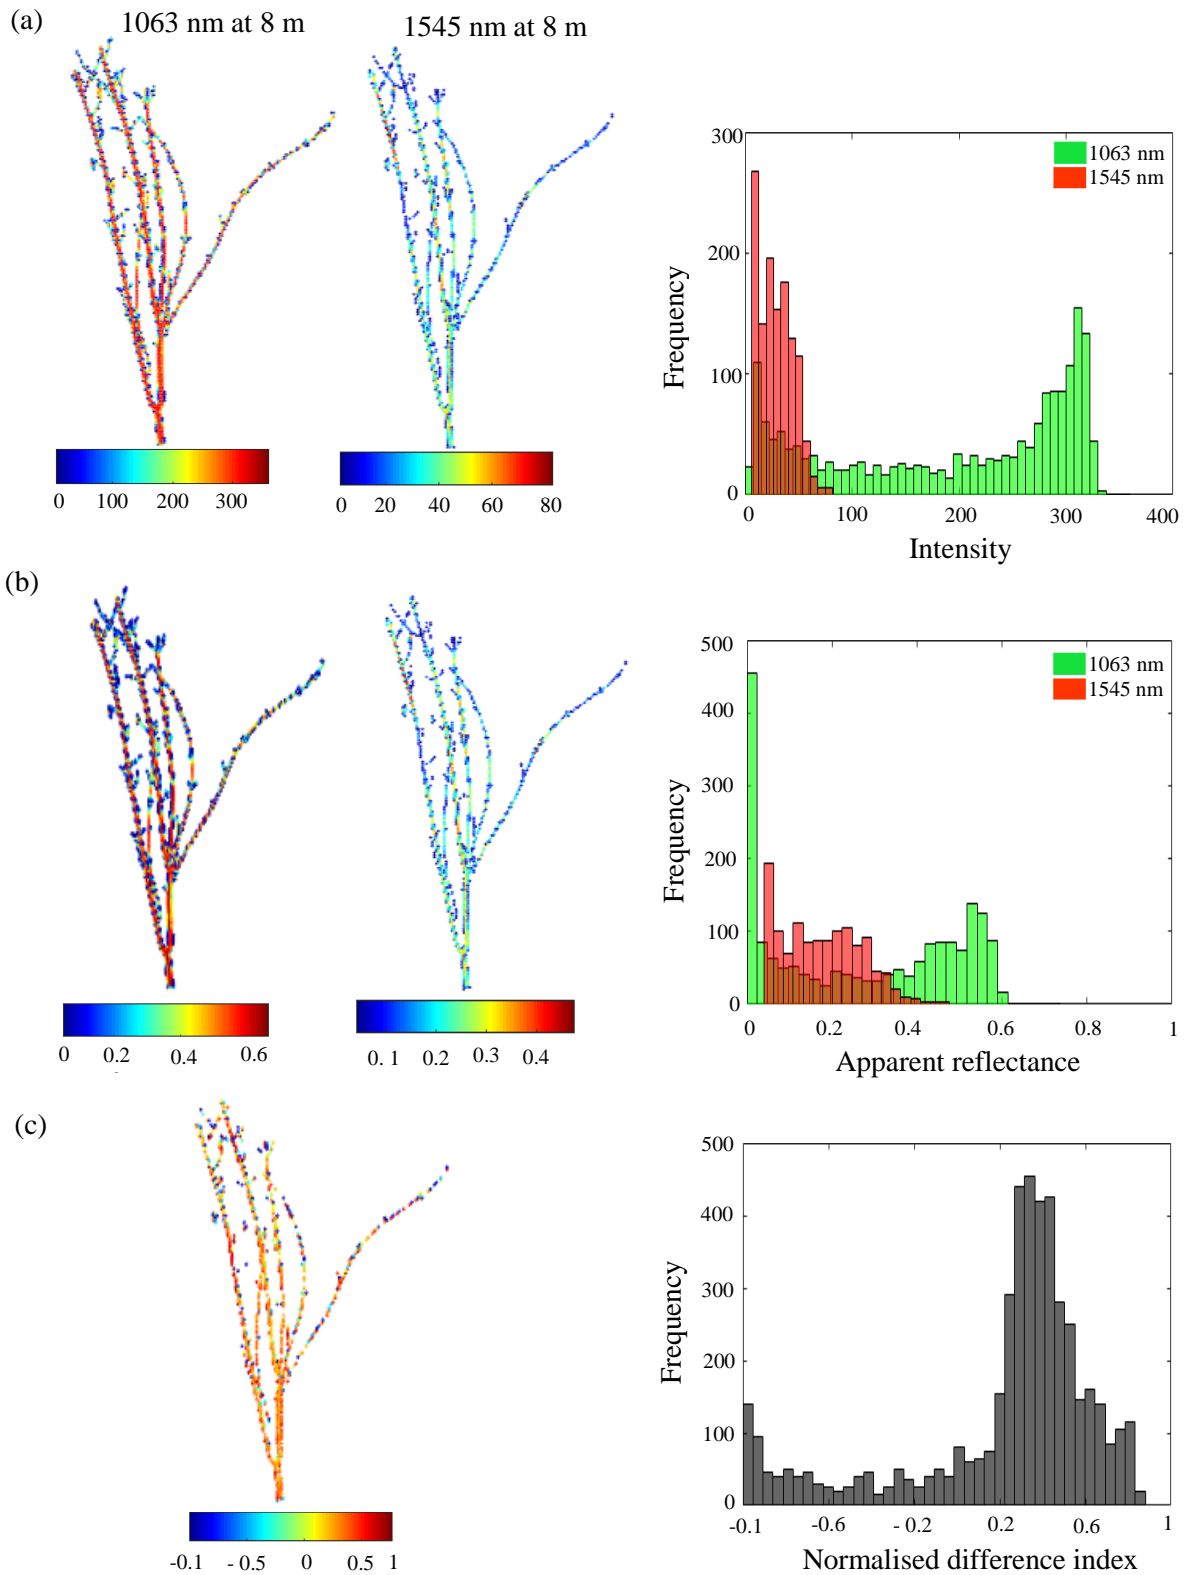 (a)
1063 nm at 8 m
1545 nm at 8 m
0 100 200 300
0 20 40 60 80
300
200
100
0
Frequency
1063 nm
1545 nm
0 100 200 300 400
Intensity
(b)
0 0.2 0.4 0.6
0. 1 0.2 0.3 0.4
500
400
300
200
100
0
Frequency
1063 nm
1545 nm
0 0.2 0.4 0.6 0.8 1
Apparent reflectance
(c)
-0.1 - 0.5 0 0.5 1
500
400
300
200
100
0
Frequency
-0.1 -0.6 - 0.2 0.2 0.6 1
Normalised difference index